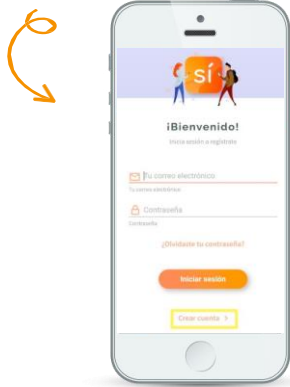 sí
¡Bienvenido!
Inicia sesión o regístrate
Tu correo electrónico
Tu correo electrónico
Contraseña
Contraseña
¿Olvidaste tu contraseña?
Iniciar sesión
Crear cuenta >